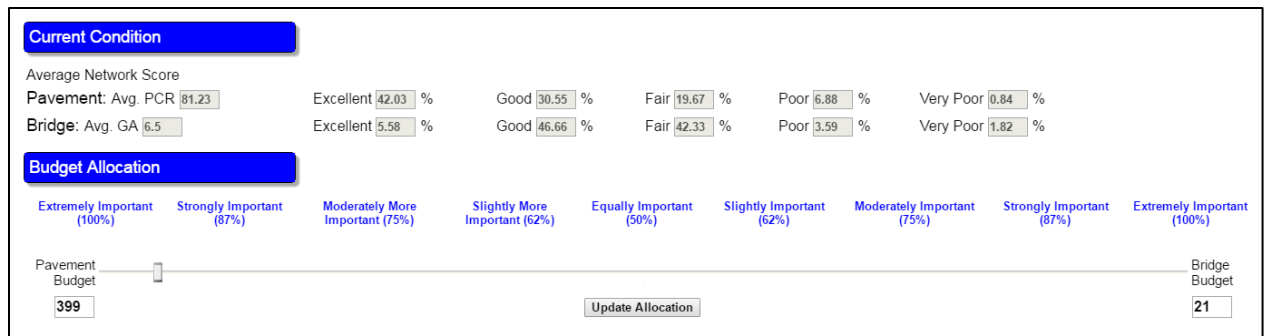 Current Condition
Average Network Score
Pavement: Avg. PCR 81.23 Excellent 42.03 % Good 30.55 % Fair 19.67 % Poor 6.88 % Very Poor 0.84 %
Bridge: Avg. GA 6.5 Excellent 5.58 % Good 46.66 % Fair 42.33 % Poor 3.59 % Very Poor 1.82 %
Budget Allocation
Extremely Important Strongly Important Moderately More Slightly More Equally Important Slightly Important Moderately Important Strongly Important Extremely Important
(100%) (87%) Important (75%) Important (62%) (50%) (62%) (75%) (87%) (100%)
Pavement Bridge
Budget Budget
399 Update Allocation 21